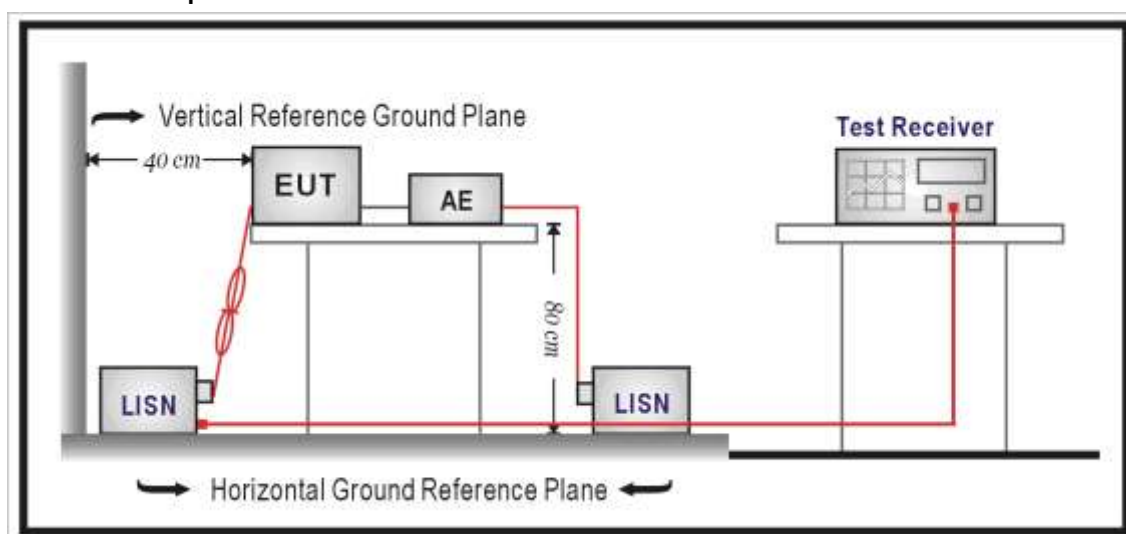 Vertical Reference Ground Plane
Test Receiver
40 cm
EUT
AE
80 cm
LISN
LISN
Horizontal Ground Reference Plane